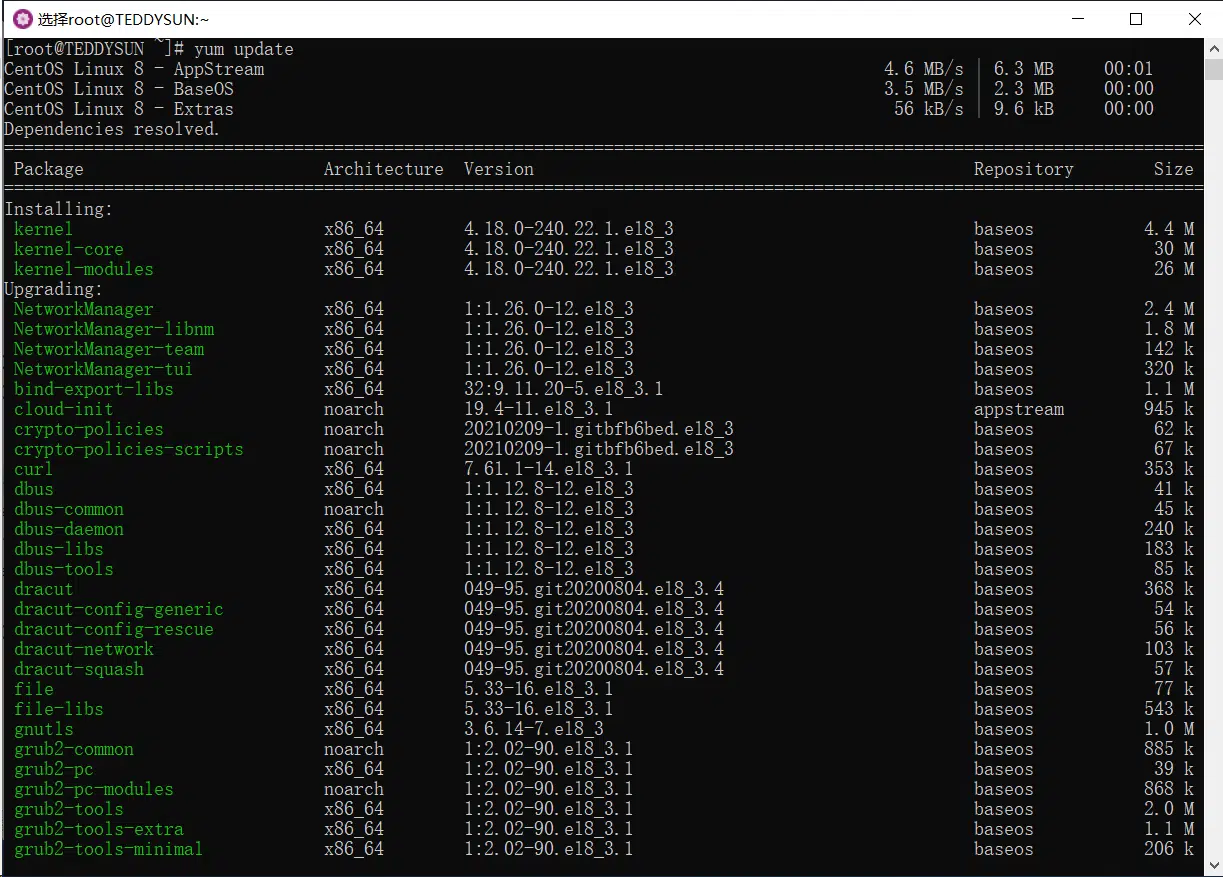 选择root@TEDDYSUN:~
[root@TEDDYSUN ~]# yum update
CentOS Linux 8 - AppStream 4.6 MB/s | 6.3 MB 00:01
CentOS Linux 8 - BaseOS 3.5 MB/s | 2.3 MB 00:00
CentOS Linux 8 - Extras 56 kB/s | 9.6 kB 00:00
Dependencies resolved.
Package Architecture Version Repository Size
Installing:
kernel x86_64 4.18.0-240.22.1.el8_3 baseos 4.4 M
kernel-core x86_64 4.18.0-240.22.1.el8_3 baseos 30 M
kernel-modules x86_64 4.18.0-240.22.1.el8_3 baseos 26 M
Upgrading:
NetworkManager x86_64 1:1.26.0-12.el8_3 baseos 2.4 M
NetworkManager-libnm x86_64 1:1.26.0-12.el8_3 baseos 1.8 M
NetworkManager-team x86_64 1:1.26.0-12.el8_3 baseos 142 k
NetworkManager-tui x86_64 1:1.26.0-12.el8_3 baseos 320 k
bind-export-libs x86_64 32:9.11.20-5.el8_3.1 baseos 1.1 M
cloud-init noarch 19.4-11.el8_3.1 appstream 945 k
crypto-policies noarch 20210209-1.gitbfb6bed.el8_3 baseos 62 k
crypto-policies-scripts noarch 20210209-1.gitbfb6bed.el8_3 baseos 67 k
curl x86_64 7.61.1-14.el8_3.1 baseos 353 k
dbus x86_64 1:1.12.8-12.el8_3 baseos 41 k
dbus-common noarch 1:1.12.8-12.el8_3 baseos 45 k
dbus-daemon x86_64 1:1.12.8-12.el8_3 baseos 240 k
dbus-libs x86_64 1:1.12.8-12.el8_3 baseos 183 k
dbus-tools x86_64 1:1.12.8-12.el8_3 baseos 85 k
dracut x86_64 049-95.git20200804.el8_3.4 baseos 368 k
dracut-config-generic x86_64 049-95.git20200804.el8_3.4 baseos 54 k
dracut-config-rescue x86_64 049-95.git20200804.el8_3.4 baseos 56 k
dracut-network x86_64 049-95.git20200804.el8_3.4 baseos 103 k
dracut-squash x86_64 049-95.git20200804.el8_3.4 baseos 57 k
file x86_64 5.33-16.el8_3.1 baseos 77 k
file-libs x86_64 5.33-16.el8_3.1 baseos 543 k
gnutls x86_64 3.6.14-7.el8_3 baseos 1.0 M
grub2-common noarch 1:2.02-90.el8_3.1 baseos 885 k
grub2-pc x86_64 1:2.02-90.el8_3.1 baseos 39 k
grub2-pc-modules noarch 1:2.02-90.el8_3.1 baseos 868 k
grub2-tools x86_64 1:2.02-90.el8_3.1 baseos 2.0 M
grub2-tools-extra x86_64 1:2.02-90.el8_3.1 baseos 1.1 M
grub2-tools-minimal x86_64 1:2.02-90.el8_3.1 baseos 206 k